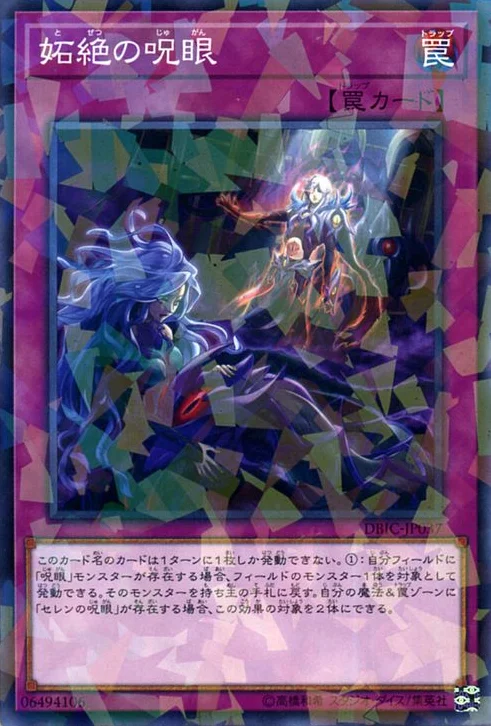 妬絶の呪眼
罠
【罠カード】
DBIC-JP037
このカード名のカードは1ターンに1枚しか発動できない。①:自分フィールドに
「呪眼」モンスターが存在する場合、フィールドのモンスター1体を対象として
発動できる。そのモンスターを持ち主の手札に戻す。自分の魔法&罠ゾーンに
「セレンの呪眼」が存在する場合、この効果の対象を2体にできる。
06494106
©高橋和希 スタジオ・ダイス/集英社